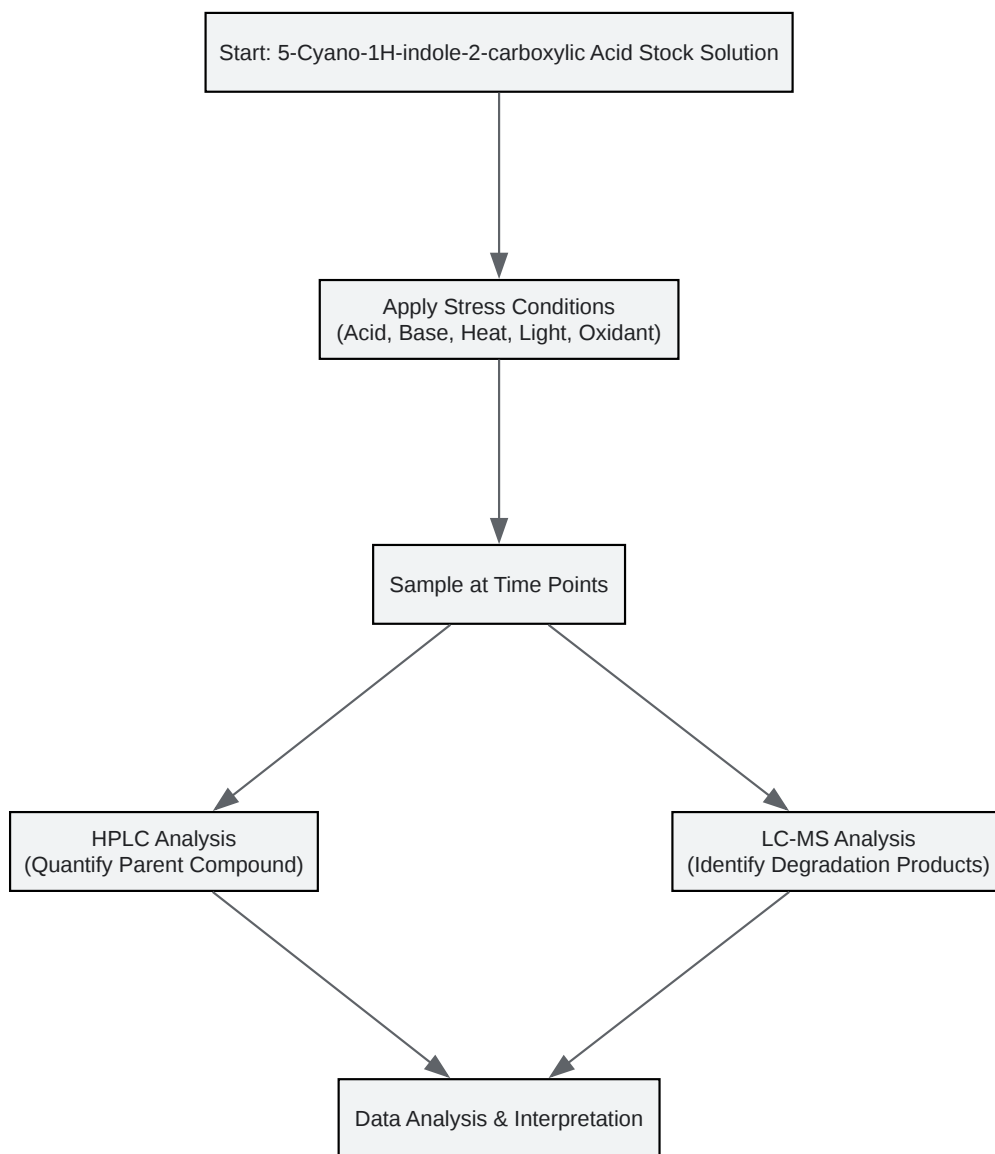 Start: 5-Cyano-1H-indole-2-carboxylic Acid Stock Solution
Apply Stress Conditions
(Acid, Base, Heat, Light, Oxidant)
Sample at Time Points
HPLC Analysis
(Quantify Parent Compound)
LC-MS Analysis
(Identify Degradation Products)
Data Analysis & Interpretation